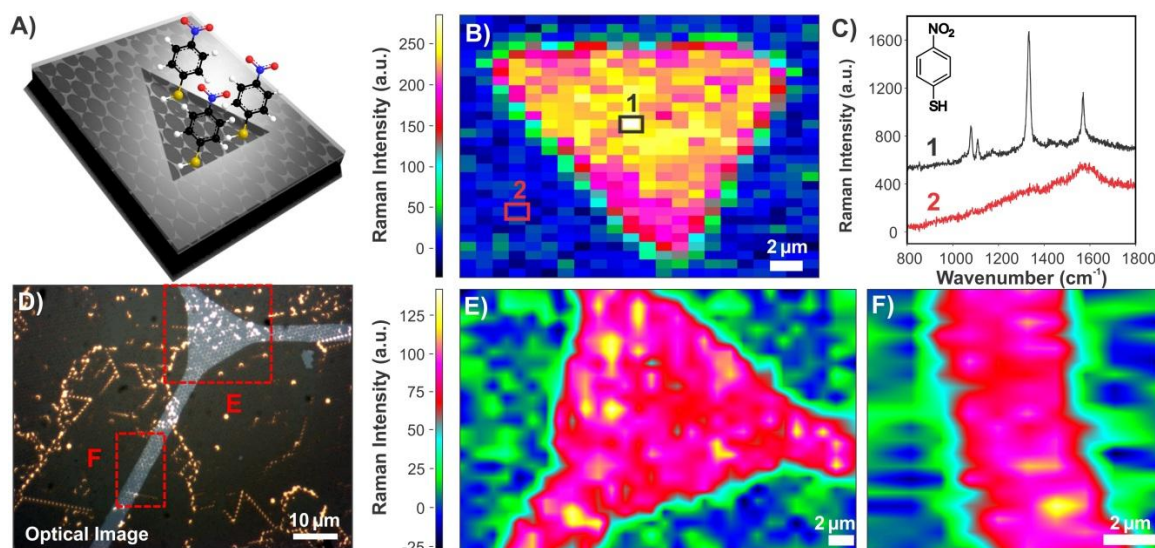 A)
B)
C)
Raman Intensity (a.u.)
250
200
150
100
50
0
1
2
2 µm
Raman Intensity (a.u.)
1600
1200
800
400
0
NO₂
SH
1
2
800 1000 1200 1400 1600 1800
Wavenumber (cm⁻¹)
D)
E
F
Optical Image
10 µm
Raman Intensity (a.u.)
125
100
75
50
25
0
-25
E)
2 µm
F)
2 µm